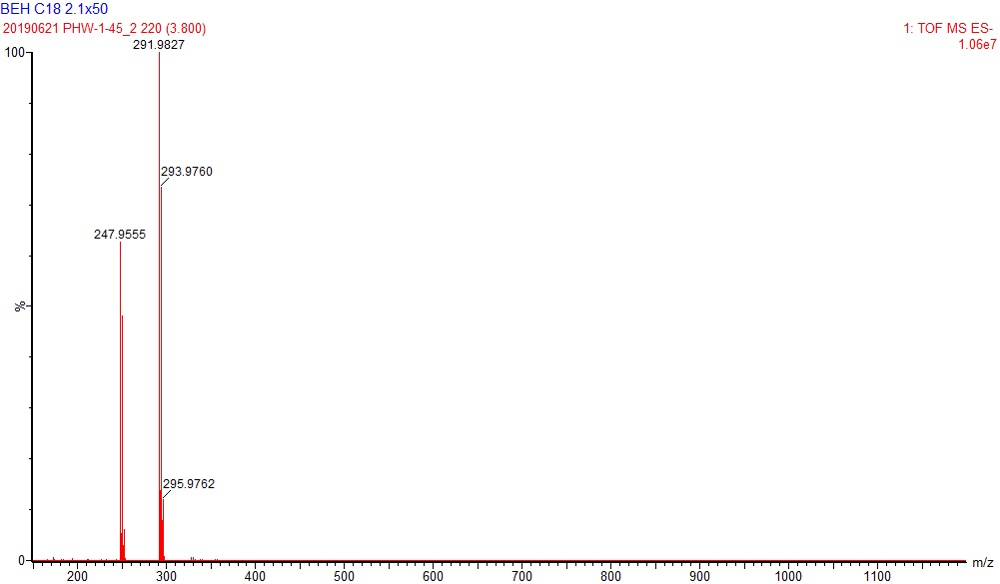 BEH C18 2.1x50
20190621 PHW-1-45_2 220 (3.800)
1: TOF MS ES-
1.06e7
291.9827
100
293.9760
247.9555
%
295.9762
0
m/z
200 300 400 500 600 700 800 900 1000 1100